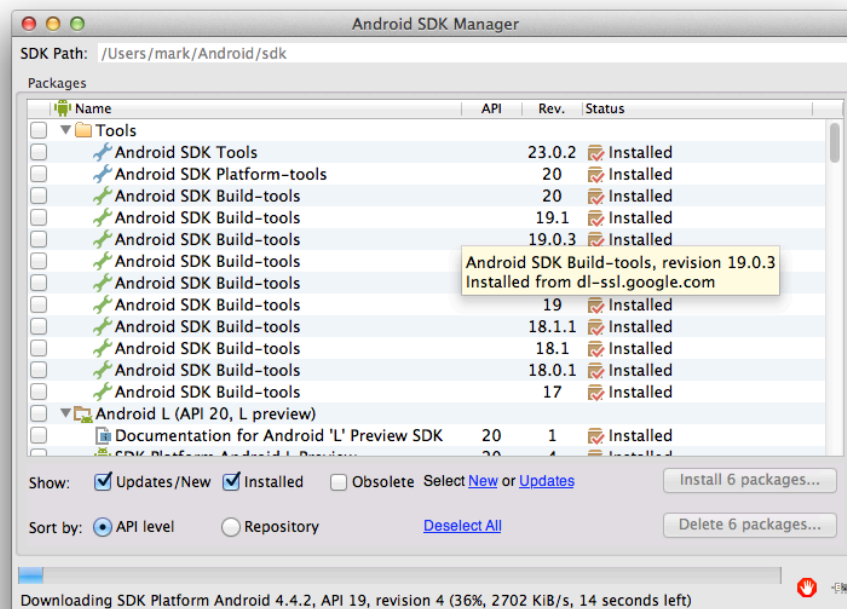 Android SDK Manager
SDK Path: /Users/mark/Android/sdk
Packages
Name API Rev. Status
Tools
Android SDK Tools 23.0.2 Installed
Android SDK Platform-tools 20 Installed
Android SDK Build-tools 20 Installed
Android SDK Build-tools 19.1 Installed
Android SDK Build-tools 19.0.3 Installed
Android SDK Build-tools
Android SDK Build-tools, revision 19.0.3
Android SDK Build-tools
Installed from dl-ssl.google.com
Android SDK Build-tools 19 Installed
Android SDK Build-tools 18.1.1 Installed
Android SDK Build-tools 18.1 Installed
Android SDK Build-tools 18.0.1 Installed
Android SDK Build-tools 17 Installed
Android L (API 20, L preview)
Documentation for Android 'L' Preview SDK 20 1 Installed
SDK Platform Android L Preview 20 4 Installed
Show: Updates/New Installed Obsolete Select New or Updates Install 6 packages...
Sort by: API level Repository Deselect All Delete 6 packages...
Downloading SDK Platform Android 4.4.2, API 19, revision 4 (36%, 2702 KiB/s, 14 seconds left)